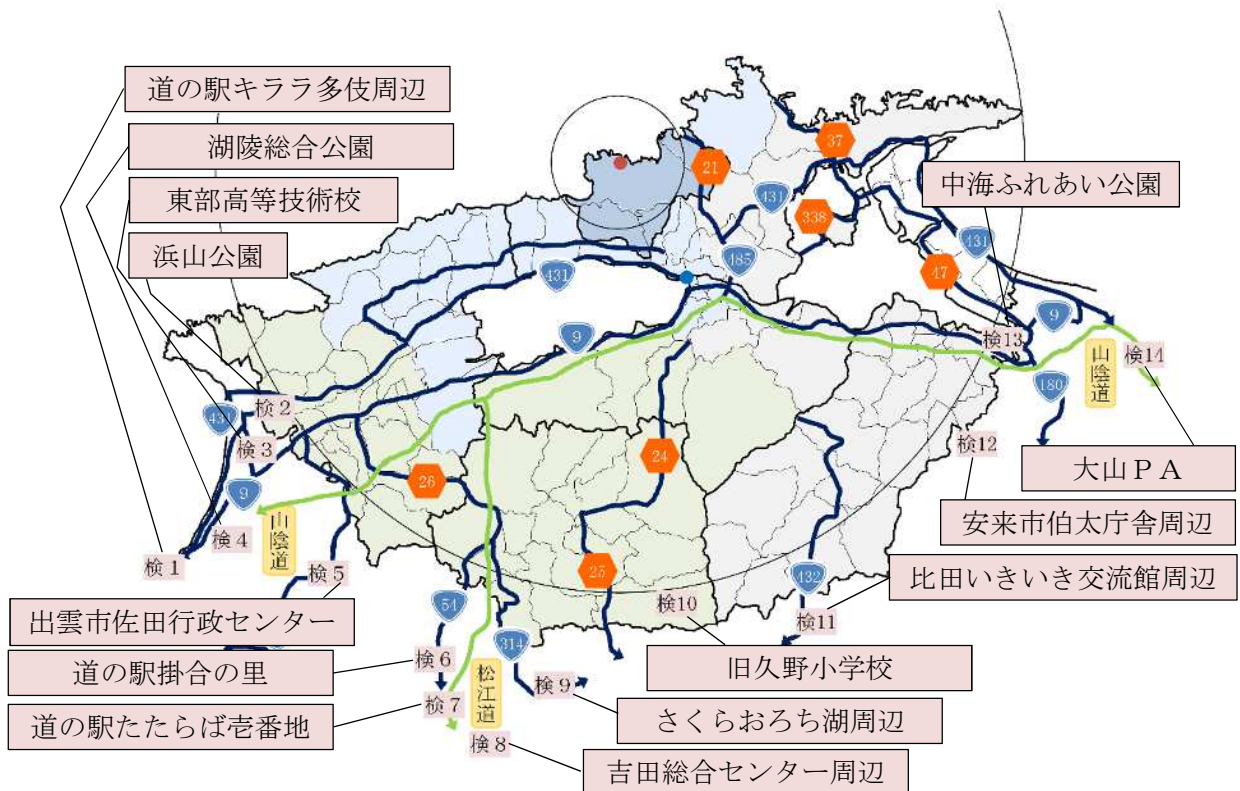 道の駅キララ多伎周辺
湖陵総合公園
東部高等技術校
浜山公園
中海ふれあい公園
37
21
431
338
485
47
431
431
9
9
検13
検14
山陰道
180
検2
431
検3
検12
24
26
9
大山PA
検4
山陰道
安来市伯太庁舎周辺
検1
検5
25
432
比田いきいき交流館周辺
54
検10
検11
出雲市佐田行政センター
314
検6
旧久野小学校
道の駅掛合の里
松江道
検9
検7
さくらおろち湖周辺
道の駅たたらば壱番地
検8
吉田総合センター周辺